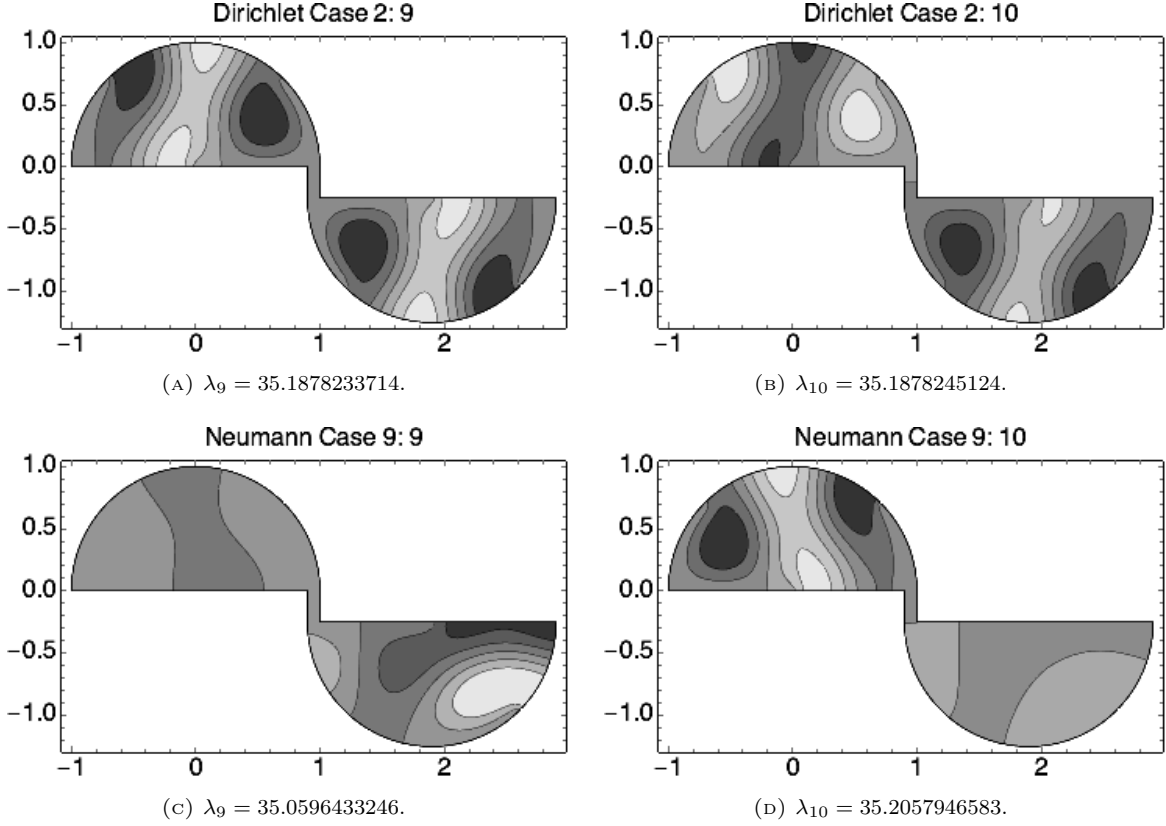 Dirichlet Case 2: 9
1.0
0.5
0.0
−0.5
−1.0
−1 0 1 2
(A) λ9 = 35.1878233714.
Dirichlet Case 2: 10
1.0
0.5
0.0
−0.5
−1.0
−1 0 1 2
(B) λ10 = 35.1878245124.
Neumann Case 9: 9
1.0
0.5
0.0
−0.5
−1.0
−1 0 1 2
(C) λ9 = 35.0596433246.
Neumann Case 9: 10
1.0
0.5
0.0
−0.5
−1.0
−1 0 1 2
(D) λ10 = 35.2057946583.